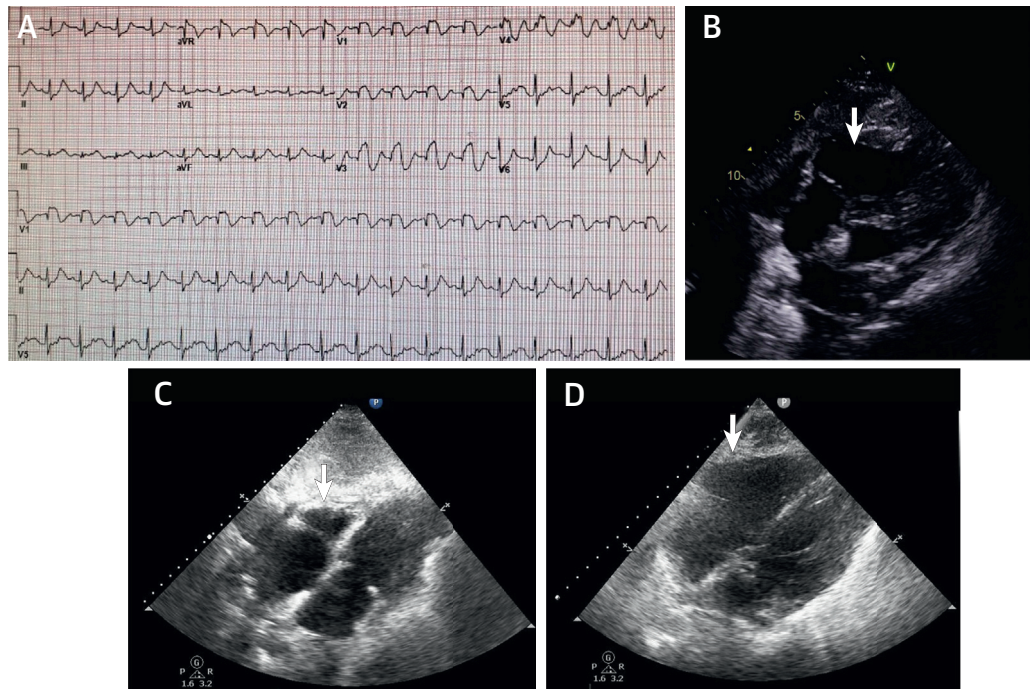 A
I aVR V1 V4
II aVL V2 V5
III aVF V3 V6
V1
II
V5
B
V
5
10
C
P
G
P R
1.6 3.2
D
P
G
P R
1.6 3.2